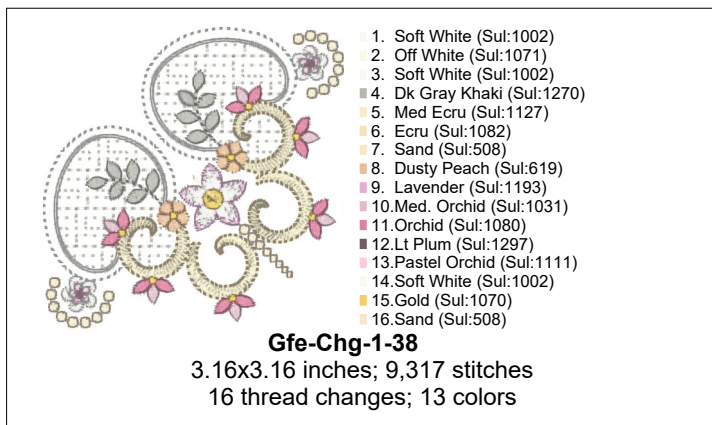 1. Soft White (Sul:1002)
2. Off White (Sul:1071)
3. Soft White (Sul:1002)
4. Dk Gray Khaki (Sul:1270)
5. Med Ecru (Sul:1127)
6. Ecru (Sul:1082)
7. Sand (Sul:508)
8. Dusty Peach (Sul:619)
9. Lavender (Sul:1193)
10.Med. Orchid (Sul:1031)
11.Orchid (Sul:1080)
12.Lt Plum (Sul:1297)
13.Pastel Orchid (Sul:1111)
14.Soft White (Sul:1002)
15.Gold (Sul:1070)
16.Sand (Sul:508)
Gfe-Chg-1-38
3.16x3.16 inches; 9,317 stitches
16 thread changes; 13 colors